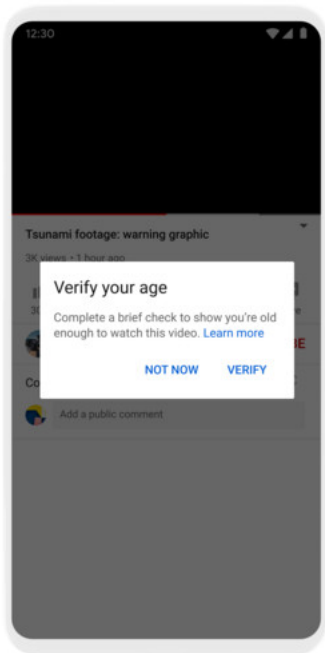 12:30
Tsunami footage: warning graphic
3K views • 1 hour ago
Verify your age
Complete a brief check to show you're old
enough to watch this video. Learn more
NOT NOW
VERIFY
Add a public comment